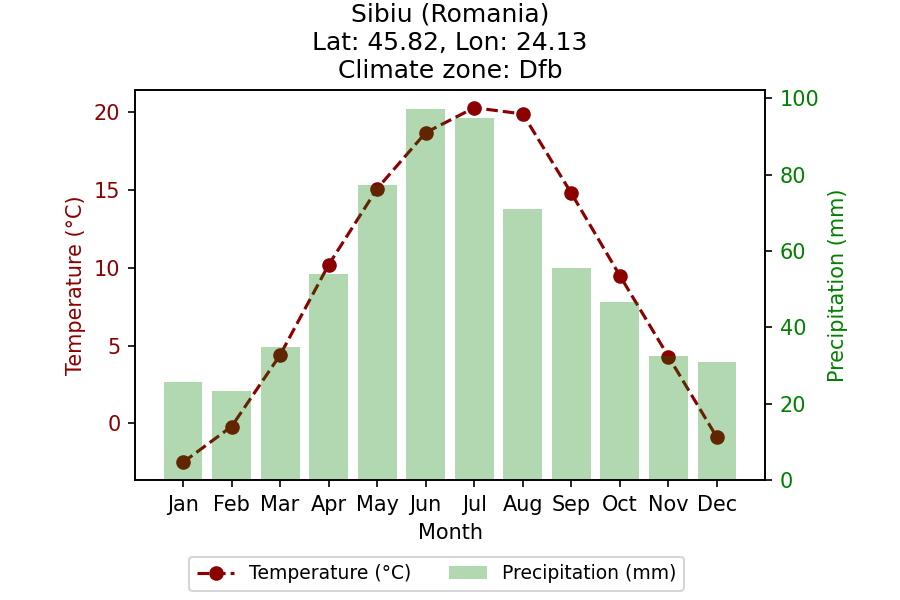 Sibiu (Romania)
Lat: 45.82, Lon: 24.13
Climate zone: Dfb
Temperature (°C)
20
15
10
5
0
100
80
60
40
20
0
Precipitation (mm)
Jan Feb Mar Apr May Jun Jul Aug Sep Oct Nov Dec
Month
Temperature (°C) Precipitation (mm)